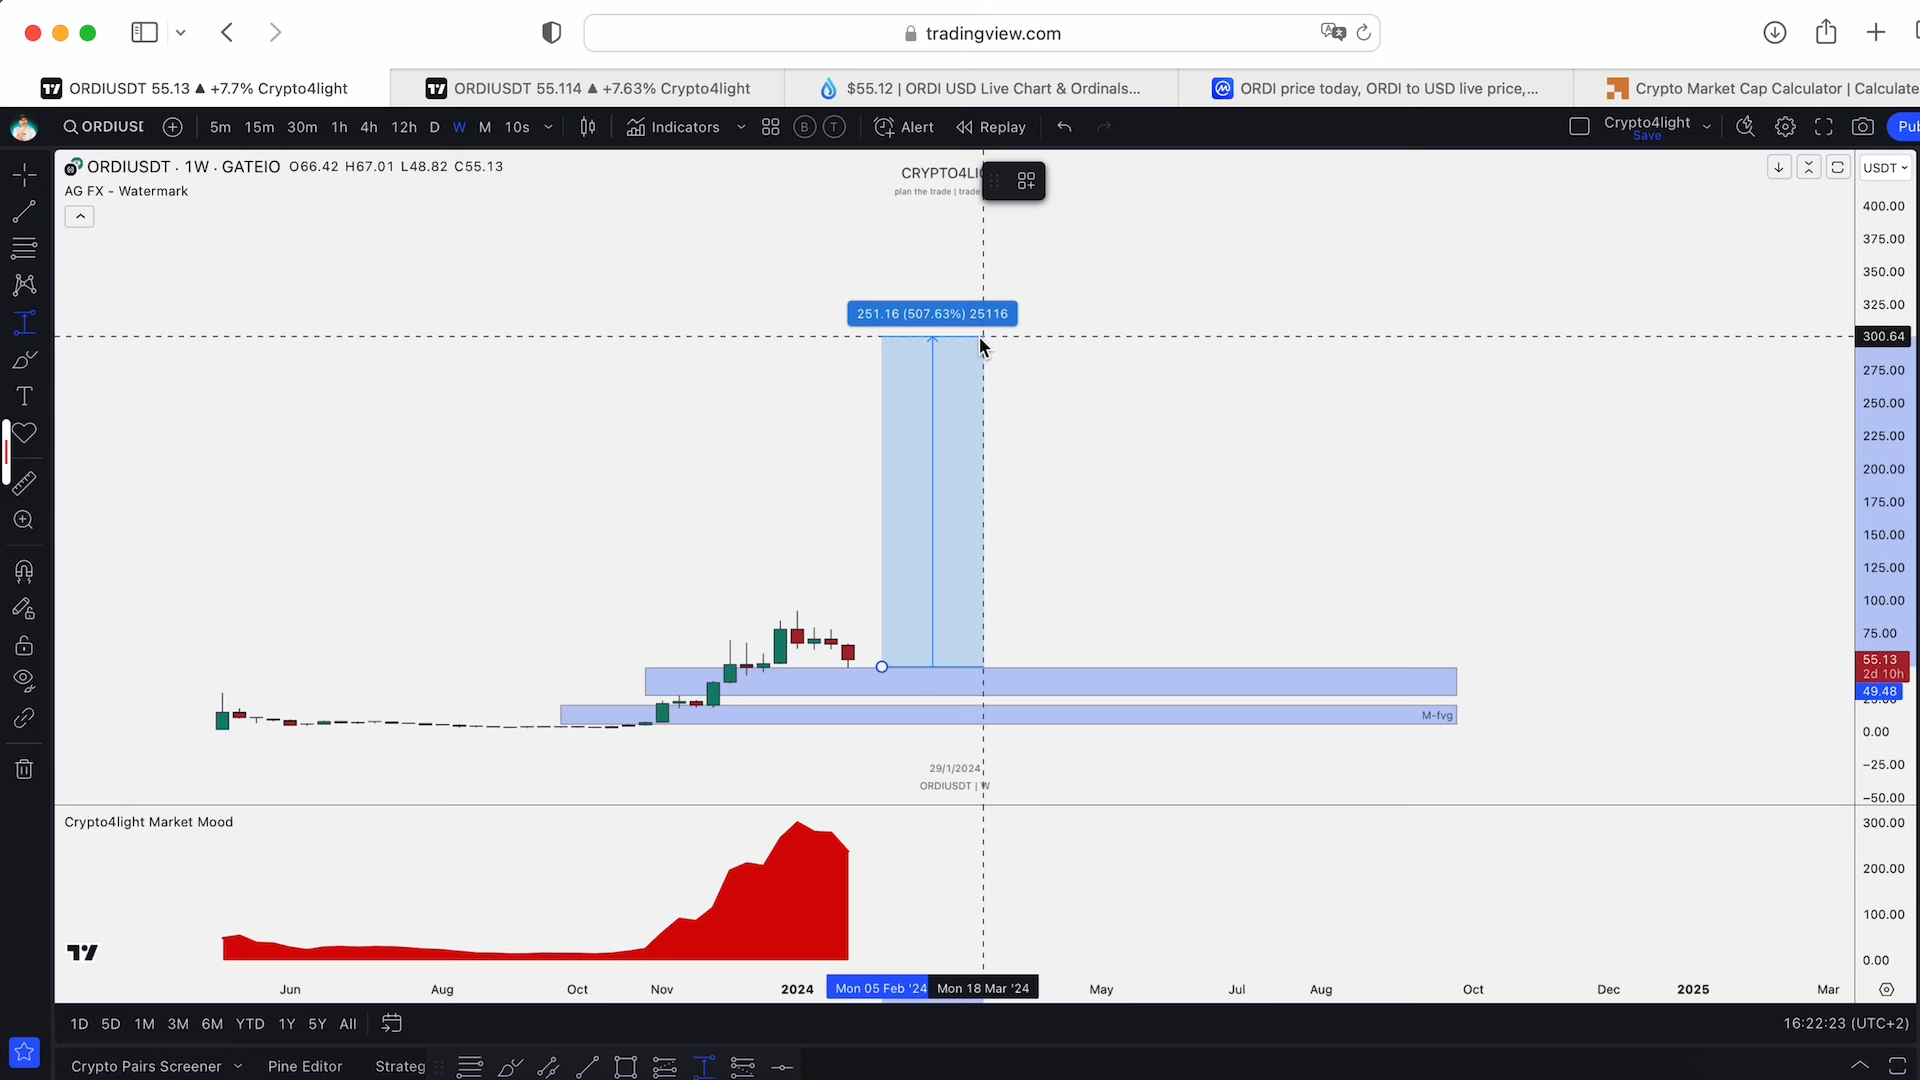 tradingview.com
ORDIUSDT 55.13 ▲ +7.7% Crypto4light
ORDIUSDT 55.114 ▲ +7.63% Crypto4light
$55.12 | ORDI USD Live Chart & Ordinals...
ORDI price today, ORDI to USD live price,...
Crypto Market Cap Calculator | Calculate
ORDIUSI
5m 15m 30m 1h 4h 12h D W M 10s
Indicators
B
T
Alert
Replay
Crypto4light
Save
Pub
ORDIUSDT · 1W · GATEIO O66.42 H67.01 L48.82 C55.13
AG FX - Watermark
CRYPTO4LI
plan the trade | trade
USDT
400.00
375.00
350.00
325.00
300.64
275.00
250.00
225.00
200.00
175.00
150.00
125.00
100.00
75.00
55.13
2d 10h
49.48
25.00
0.00
−25.00
−50.00
251.16 (507.63%) 25116
M-fvg
29/1/2024
ORDIUSDT | W
Crypto4light Market Mood
300.00
200.00
100.00
0.00
Jun Aug Oct Nov 2024 Mon 05 Feb '24 Mon 18 Mar '24 May Jul Aug Oct Dec 2025 Mar
1D 5D 1M 3M 6M YTD 1Y 5Y All
16:22:23 (UTC+2)
Crypto Pairs Screener
Pine Editor
Strateg